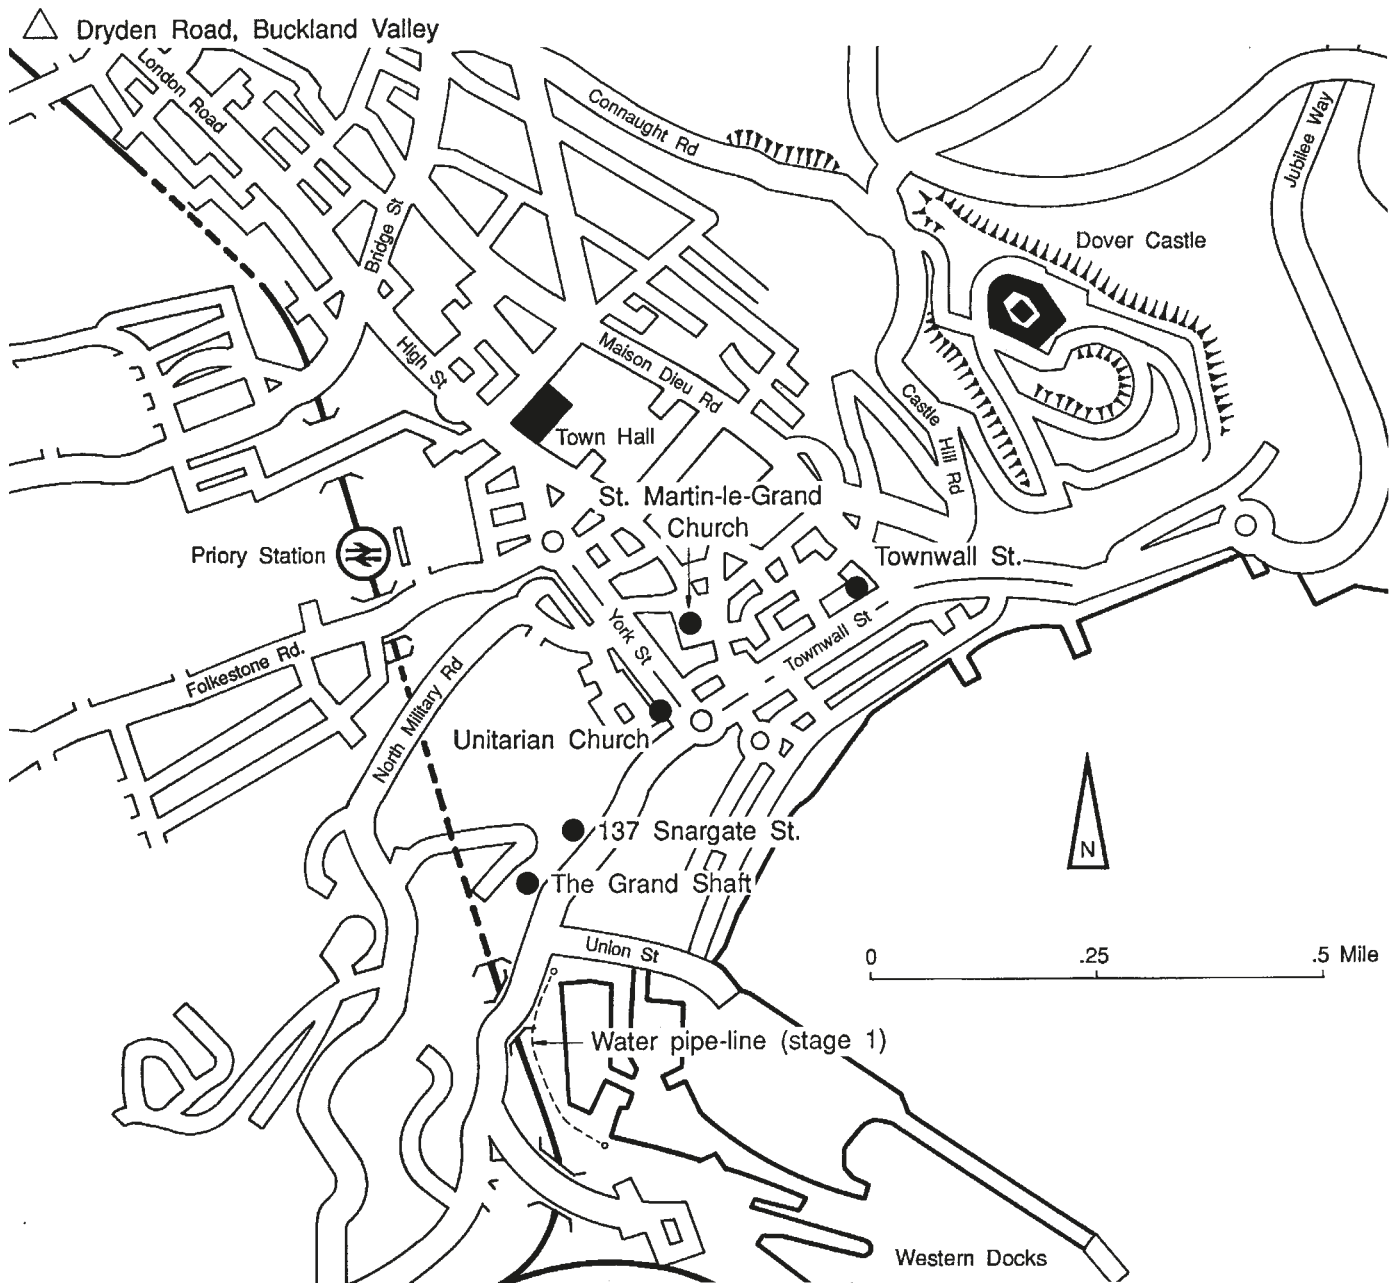 Dryden Road, Buckland Valley
London Road
Connaught Rd
Jubilee Way
Bridge St
Dover Castle
High St
Maison Dieu Rd
Castle Hill Rd
Town Hall
St. Martin-le-Grand
Church
Priory Station
Townwall St.
York St
Townwall St
Folkestone Rd.
North Military Rd
Unitarian Church
137 Snargate St.
N
The Grand Shaft
Union St
0 .25 .5 Mile
Water pipe-line (stage 1)
Western Docks